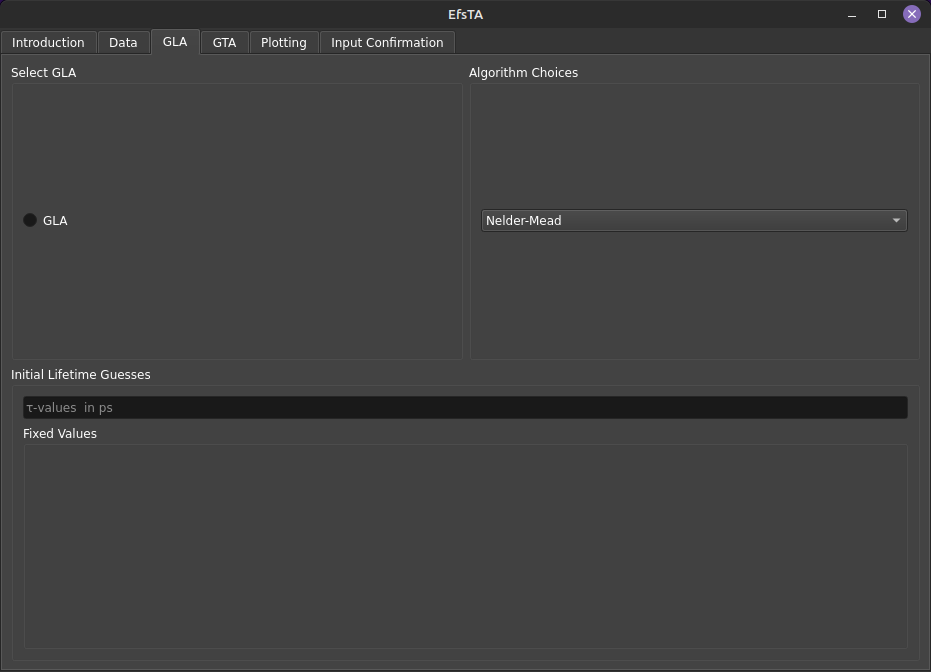 EfsTA
Introduction Data GLA GTA Plotting Input Confirmation
Select GLA
Algorithm Choices
GLA
Nelder-Mead
Initial Lifetime Guesses
τ-values  in ps
Fixed Values